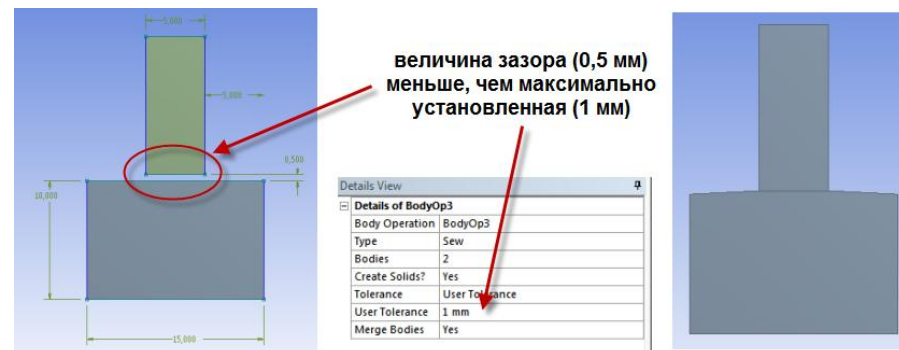 5,000
5,000
0,500
10,000
15,000
величина зазора (0,5 мм)
меньше, чем максимально
установленная (1 мм)
Details View
Details of BodyOp3
Body Operation BodyOp3
Type Sew
Bodies 2
Create Solids? Yes
Tolerance User Tolerance
User Tolerance 1 mm
Merge Bodies Yes